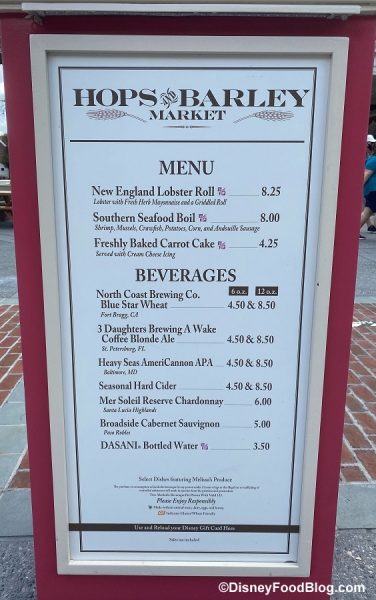 HOPS AND BARLEY
MARKET
MENU
New England Lobster Roll 8.25
Lobster with Fresh Herb Mayonnaise and a Griddled Roll
Southern Seafood Boil 8.00
Shrimp, Mussels, Crawfish, Potatoes, Corn, and Andouille Sausage
Freshly Baked Carrot Cake 4.25
Served with Cream Cheese Icing
BEVERAGES
6 oz. 12 oz.
North Coast Brewing Co.
Blue Star Wheat 4.50 & 8.50
Fort Bragg, CA
3 Daughters Brewing A Wake
Coffee Blonde Ale 4.50 & 8.50
St. Petersburg, FL
Heavy Seas AmeriCannon APA 4.50 & 8.50
Baltimore, MD
Seasonal Hard Cider 4.50 & 8.50
Mer Soleil Reserve Chardonnay 6.00
Santa Lucia Highlands
Broadside Cabernet Sauvignon 5.00
Paso Robles
DASANI® Bottled Water 3.50
Select Dishes featuring Melissa's Produce
Please Enjoy Responsibly
Use and Reload your Disney Gift Card Here
Sales tax included
©DisneyFoodBlog.com